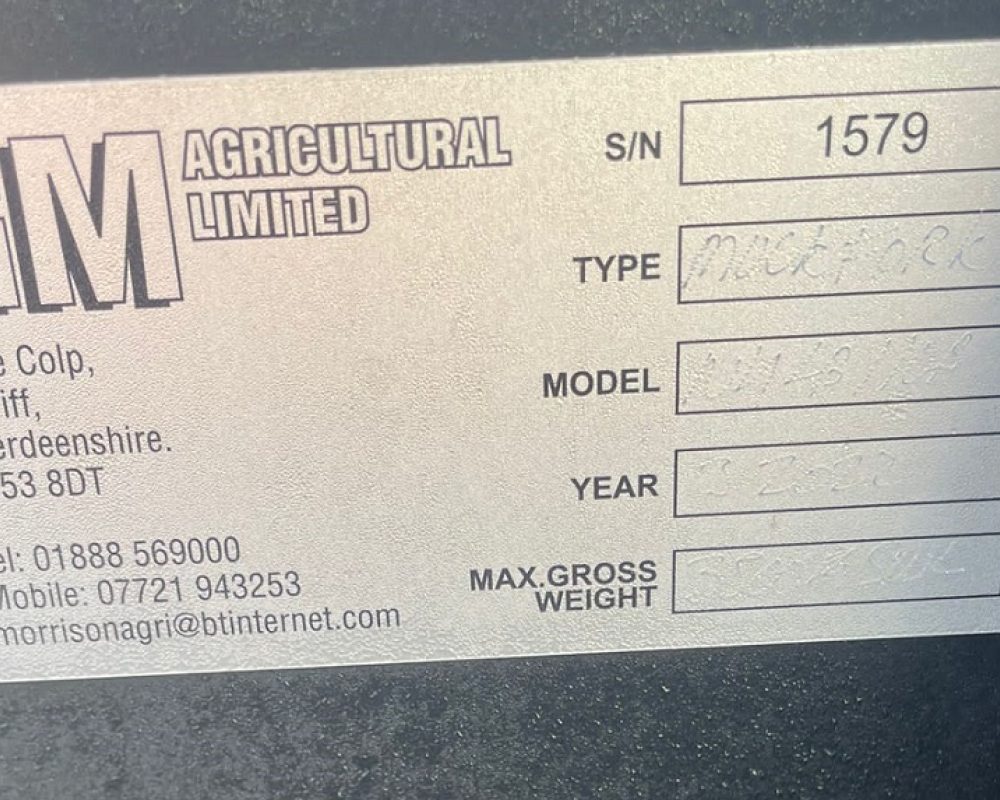 M AGRICULTURAL
LIMITED
Colp,
iff,
erdeenshire.
53 8DT
el: 01888 569000
Mobile: 07721 943253
morrisonagri@btinternet.com
S/N 1579
TYPE MUCKFORK
MODEL
YEAR
MAX.GROSS
WEIGHT